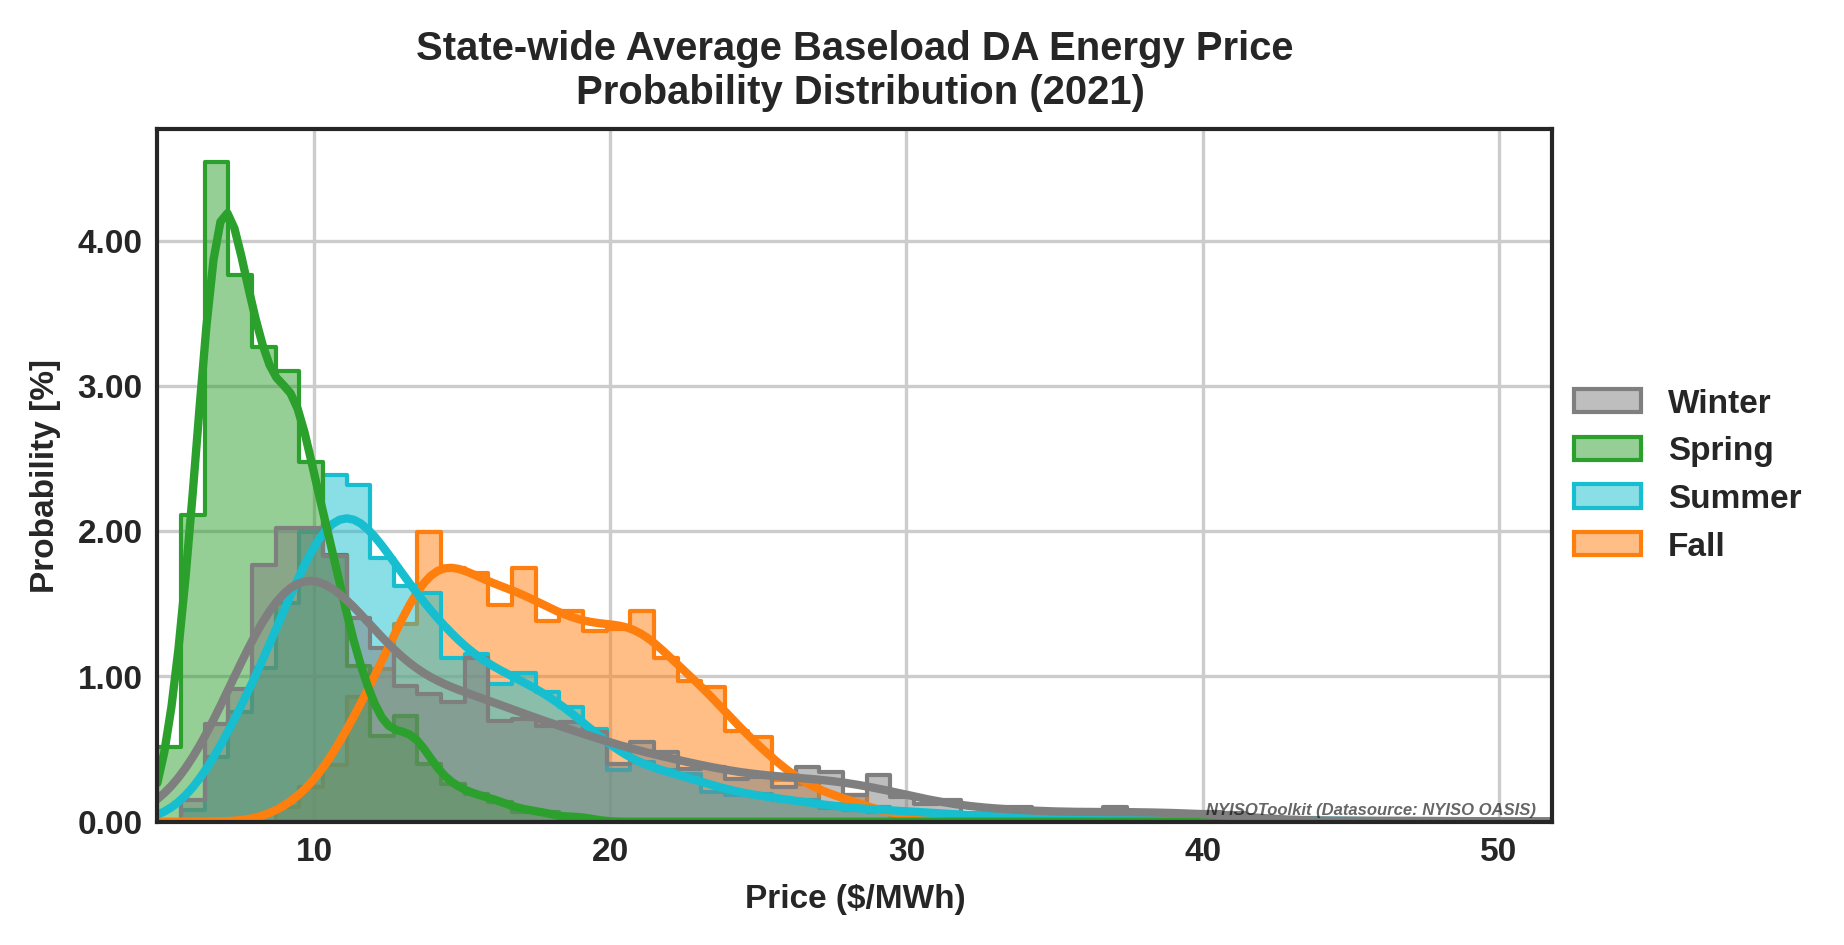 State-wide Average Baseload DA Energy Price
Probability Distribution (2021)
Probability [%]
4.00
3.00
2.00
1.00
0.00
10
20
30
40
50
Price ($/MWh)
NYISOToolkit (Datasource: NYISO OASIS)
Winter
Spring
Summer
Fall